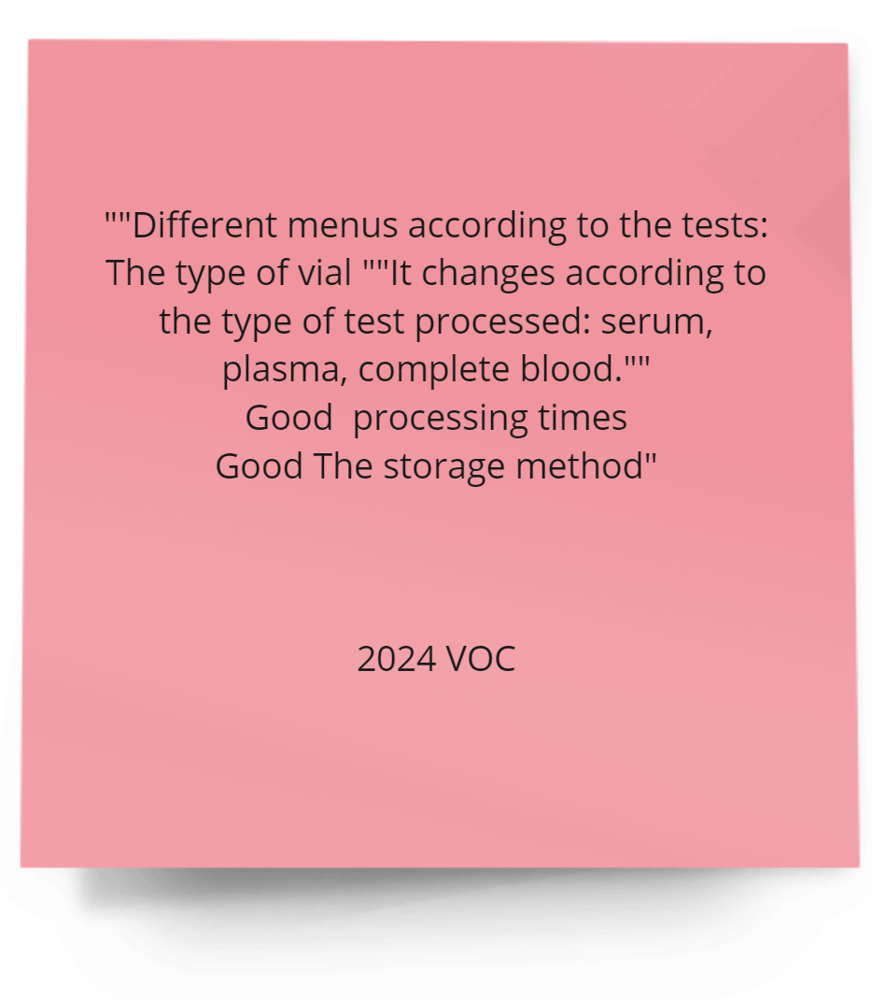 ""Different menus according to the tests:
The type of vial ""It changes according to
the type of test processed: serum,
plasma, complete blood.""
Good  processing times
Good The storage method"
2024 VOC